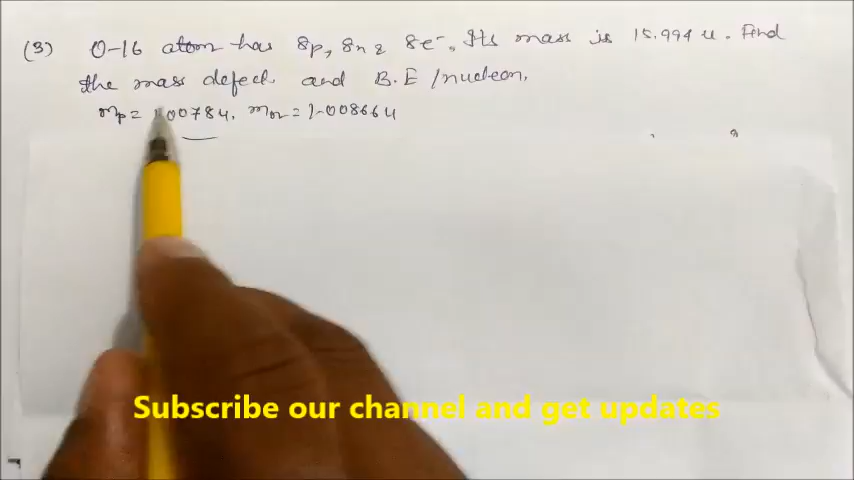 (3) O-16 atom has 8p, 8n & 8e⁻. Its mass is 15.994 u. Find
the mass defect and B.E /nucleon.
mp = 1.00784, mn = 1.00866 u
Subscribe our channel and get updates